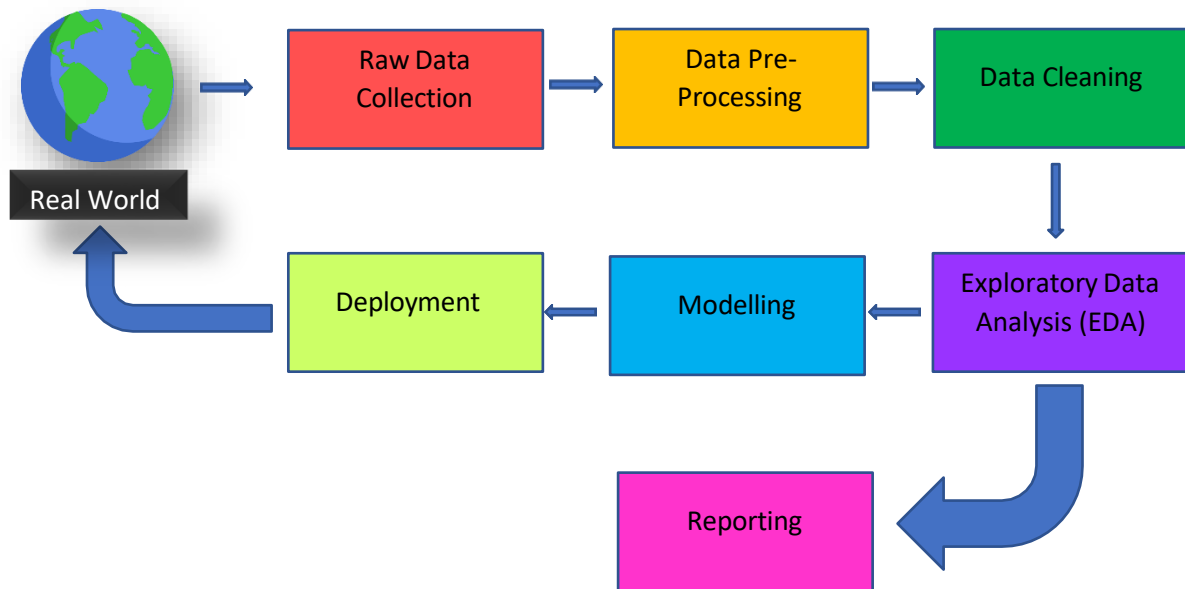 Raw Data
Collection
Data Pre-
Processing
Data Cleaning
Real World
Deployment
Modelling
Exploratory Data
Analysis (EDA)
Reporting